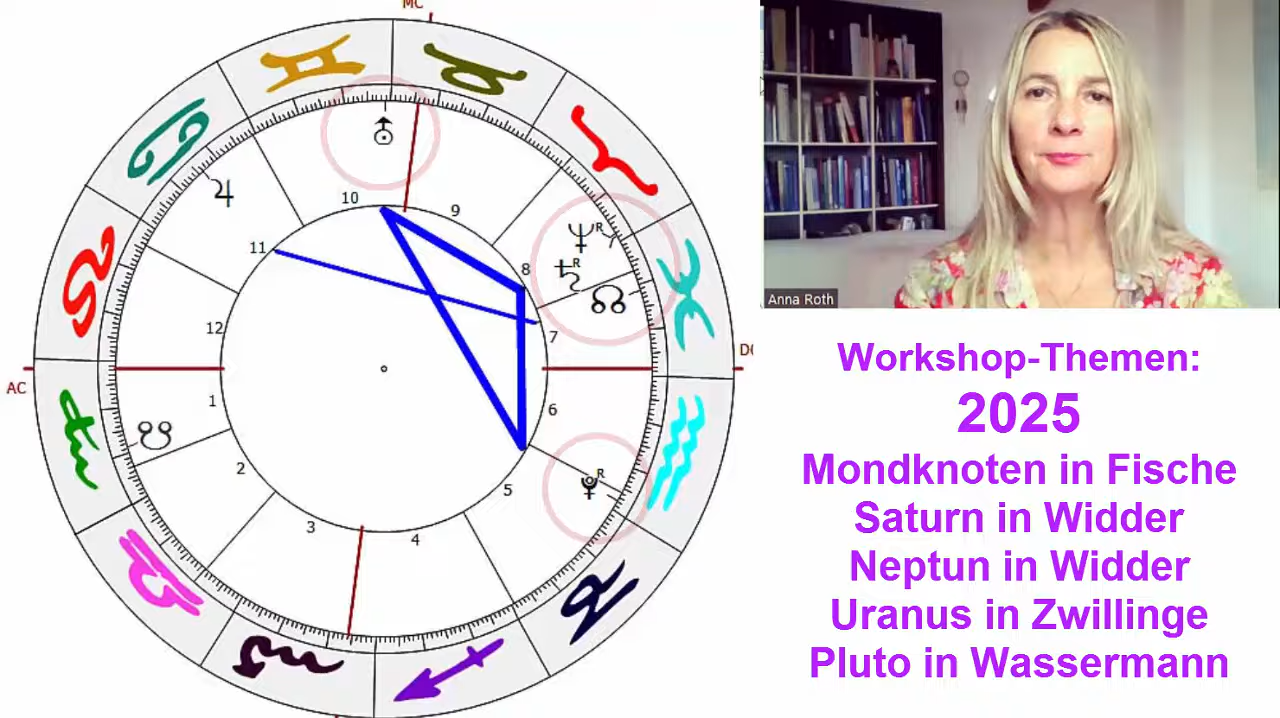 MC
10
9
11
8
12
7
AC
1
6
2
5
3
4
R
R
R
Anna Roth
Workshop-Themen:
2025
Mondknoten in Fische
Saturn in Widder
Neptun in Widder
Uranus in Zwillinge
Pluto in Wassermann